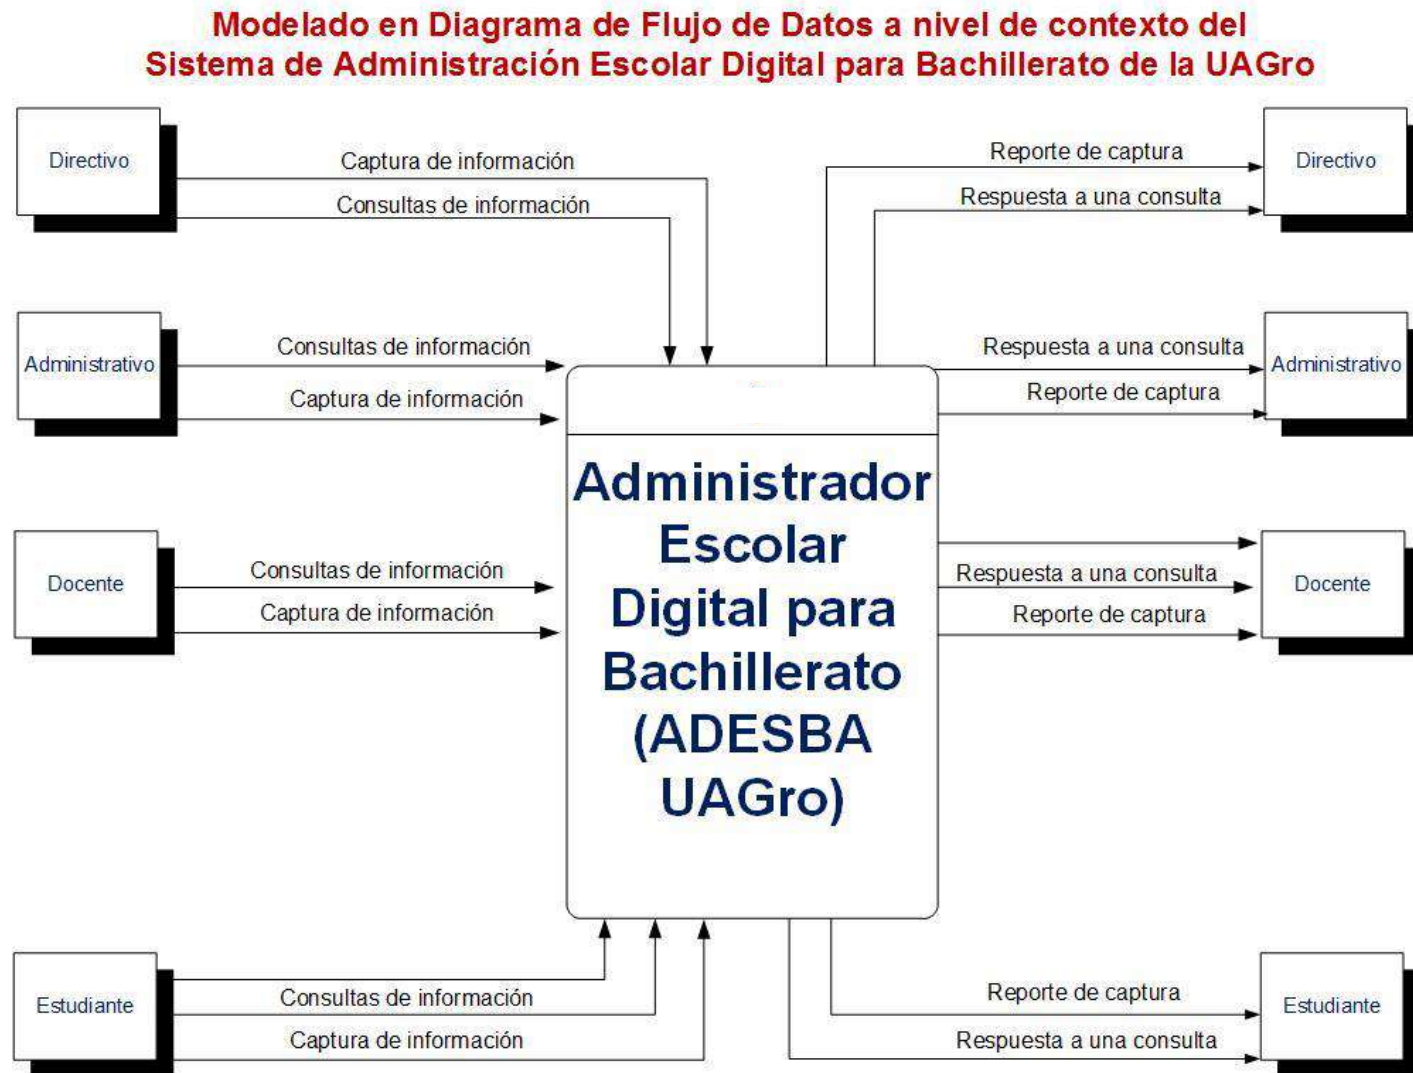 Modelado en Diagrama de Flujo de Datos a nivel de contexto del
Sistema de Administración Escolar Digital para Bachillerato de la UAGro
Directivo
Captura de información
Consultas de información
Reporte de captura
Respuesta a una consulta
Directivo
Administrativo
Consultas de información
Captura de información
Respuesta a una consulta
Reporte de captura
Administrativo
Administrador
Escolar
Digital para
Bachillerato
(ADESBA
UAGro)
Docente
Consultas de información
Captura de información
Respuesta a una consulta
Reporte de captura
Docente
Estudiante
Consultas de información
Captura de información
Reporte de captura
Respuesta a una consulta
Estudiante